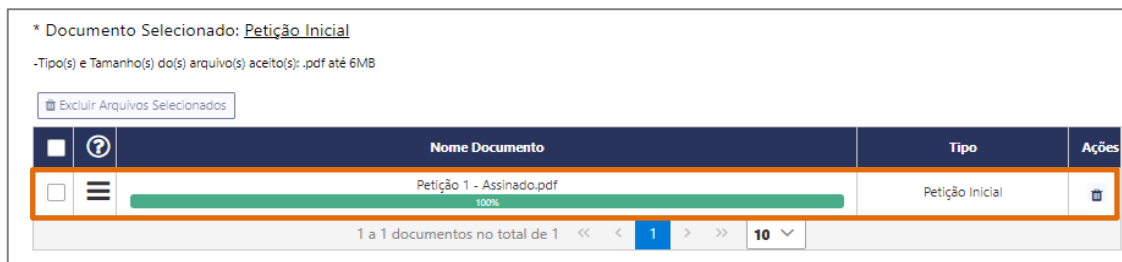 * Documento Selecionado: Petição Inicial
-Tipo(s) e Tamanho(s) do(s) arquivo(s) aceito(s): .pdf até 6MB
Excluir Arquivos Selecionados
Nome Documento Tipo Ações
Petição 1 - Assinado.pdf
100%
Petição Inicial
1 a 1 documentos no total de 1 << < 1 > >> 10